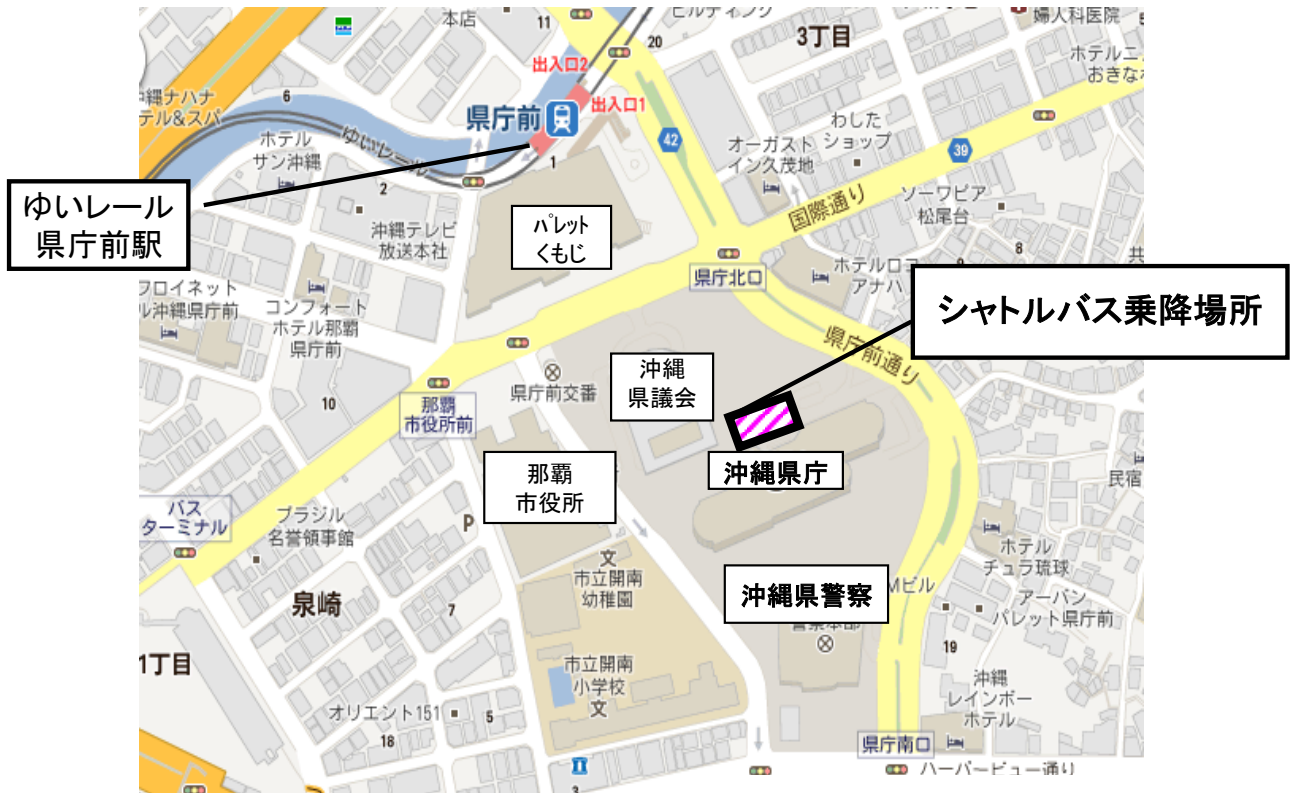 本店
11
ビルディング
3丁目
婦人科医院
20
出入口2
ホテルニ
おきな
6
出入口1
県庁前
沖縄ナハナ
テル&スパ
ホテル
サン沖縄
ゆいレール
42
わした
ショップ
オーガスト
イン久茂地
39
1
2
ゆいレール
県庁前駅
沖縄テレビ
放送本社
パレット
くもじ
国際通り
ソーワピア
松尾台
8
9
共
県庁北口
ホテルロコ
アナハ
シャトルバス乗降場所
フロイネット
ル沖縄県庁前
コンフォート
ホテル那覇
県庁前
県庁前通り
沖縄
県議会
県庁前交番
10
那覇
市役所前
那覇
市役所
沖縄県庁
民宿
バス
ターミナル
ブラジル
名誉領事館
P
ホテル
チュラ琉球
文
市立開南
幼稚園
沖縄県警察
Mビル
アーバン
パレット県庁前
泉崎
7
警察本部
19
1丁目
市立開南
小学校
文
沖縄
レインボー
ホテル
オリエント151
5
18
県庁南口
ハーバービュー通り
3